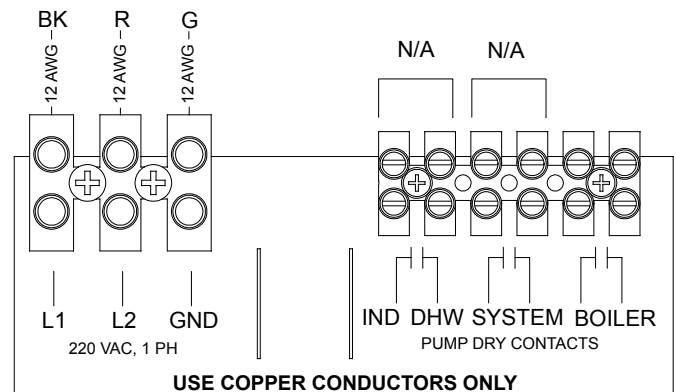 BK R G
12 AWG 12 AWG 12 AWG
N/A N/A
L1 L2 GND
220 VAC, 1 PH
IND DHW SYSTEM BOILER
PUMP DRY CONTACTS
USE COPPER CONDUCTORS ONLY